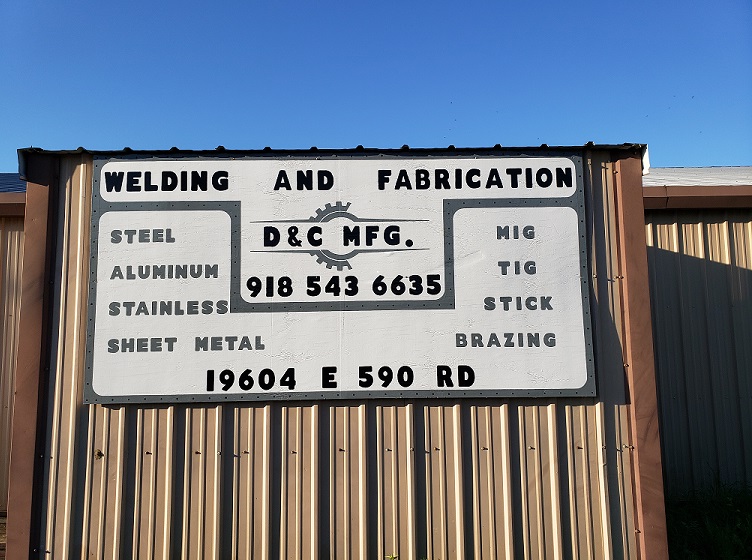 WELDING AND FABRICATION
D&C MFG.
918 543 6635
STEEL
ALUMINUM
STAINLESS
SHEET METAL
MIG
TIG
STICK
BRAZING
19604 E 590 RD